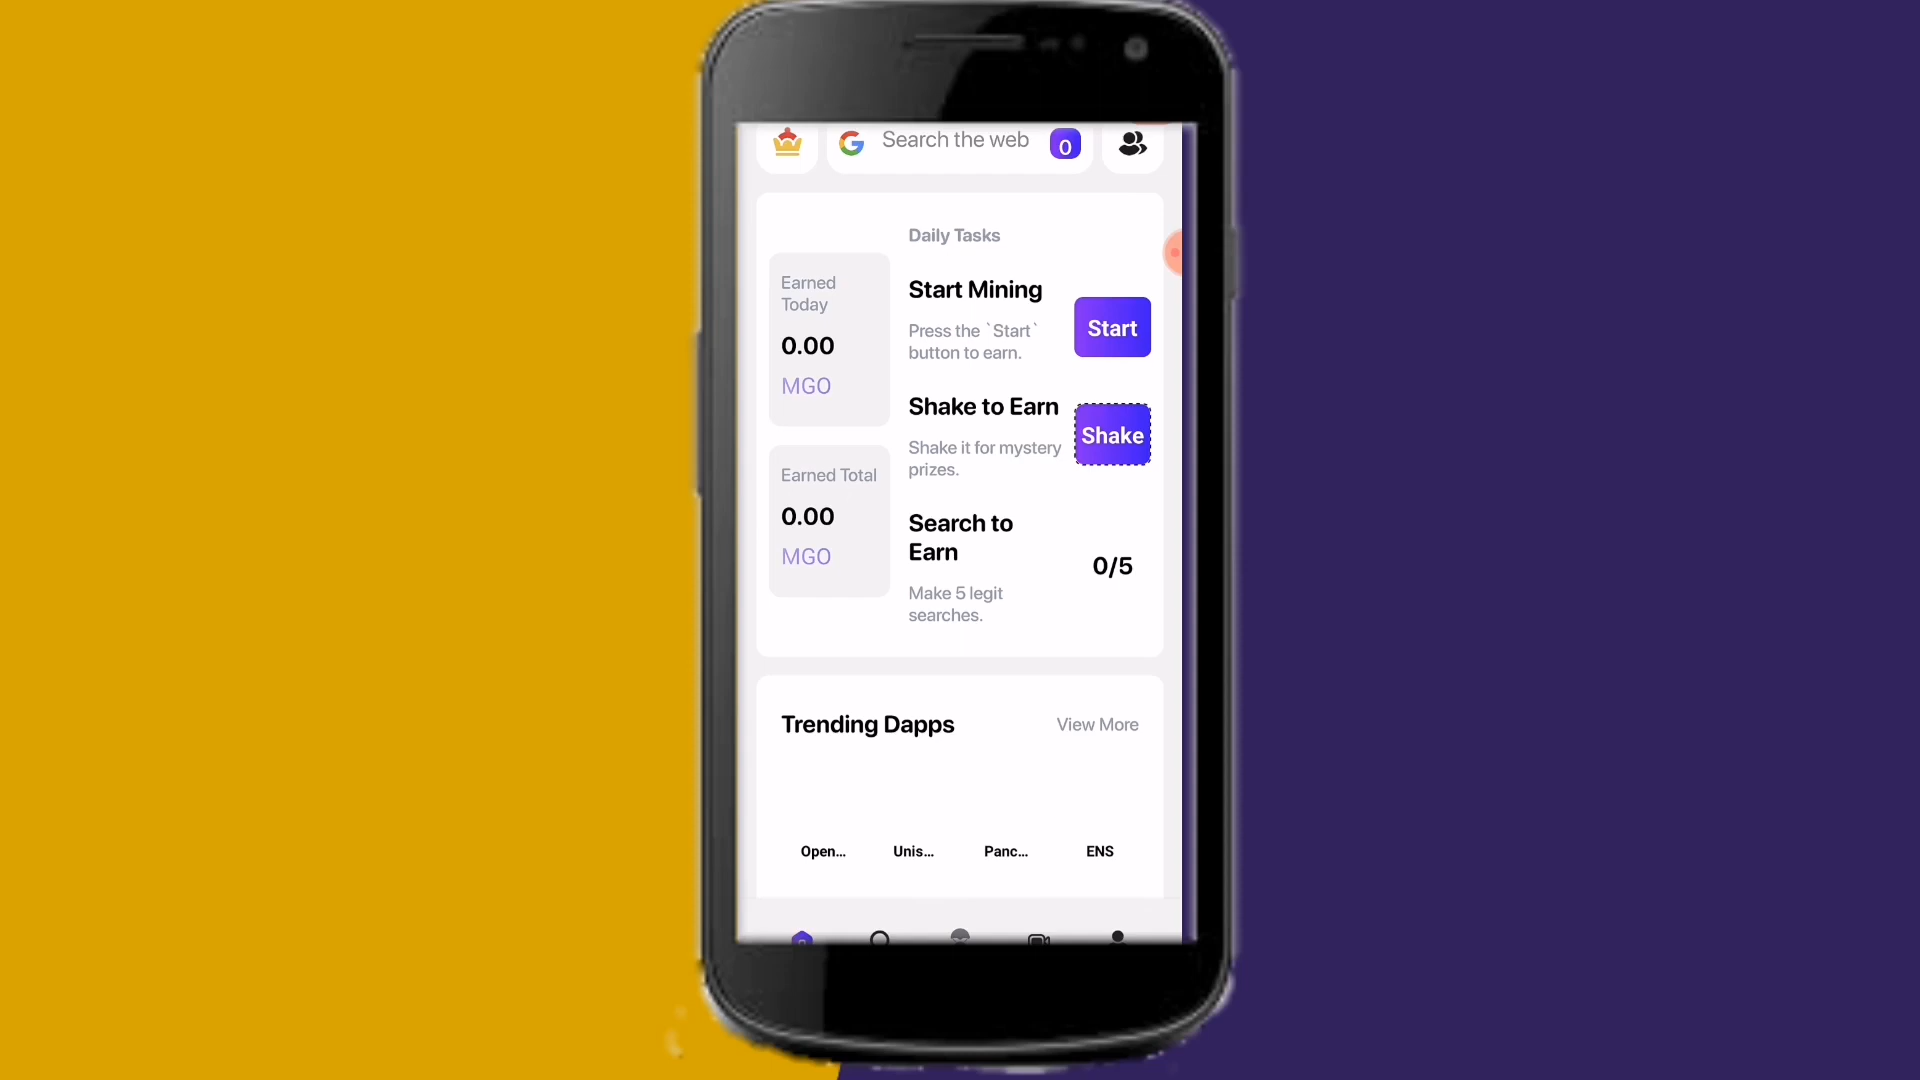 Search the web
0
Daily Tasks
Earned
Today
0.00
MGO
Start Mining
Press the `Start`
button to earn.
Start
Shake to Earn
Shake it for mystery
prizes.
Shake
Earned Total
0.00
MGO
Search to
Earn
Make 5 legit
searches.
0/5
Trending Dapps
View More
Open...
Unis...
Panc...
ENS